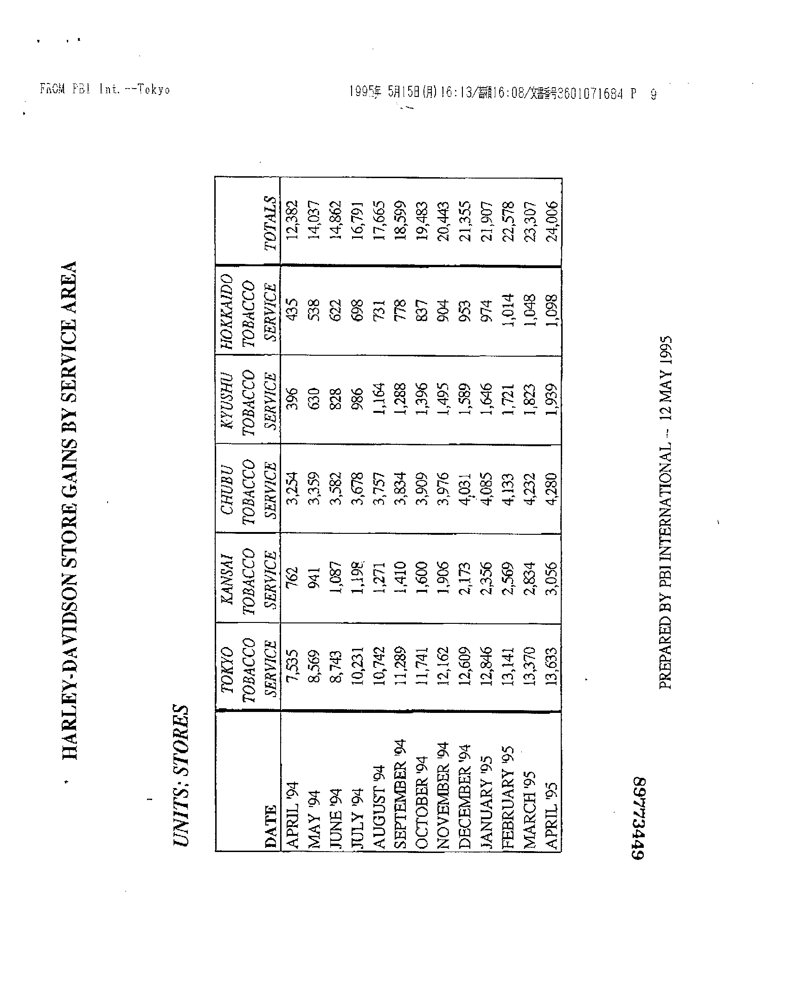 FROM PBI Int.--Tokyo 1995年 5月15日(月)16:13/蓄積16:08/文書番号3601071684 P 9
HARLEY-DAVIDSON STORE GAINS BY SERVICE AREA
UNITS: STORES
DATE TOKYO TOBACCO SERVICE KANSAI TOBACCO SERVICE CHUBU TOBACCO SERVICE KYUSHU TOBACCO SERVICE HOKKAIDO TOBACCO SERVICE TOTALS
APRIL '94 7,535 762 3,254 396 435 12,382
MAY '94 8,569 941 3,359 630 538 14,037
JUNE '94 8,743 1,087 3,582 828 622 14,862
JULY '94 10,231 1,198 3,678 986 698 16,791
AUGUST '94 10,742 1,271 3,757 1,164 731 17,665
SEPTEMBER '94 11,289 1,410 3,834 1,288 778 18,599
OCTOBER '94 11,741 1,600 3,909 1,396 837 19,483
NOVEMBER '94 12,162 1,906 3,976 1,495 904 20,443
DECEMBER '94 12,609 2,173 4,031 1,589 953 21,355
JANUARY '95 12,846 2,356 4,085 1,646 974 21,907
FEBRUARY '95 13,141 2,569 4,133 1,721 1,014 22,578
MARCH '95 13,370 2,834 4,232 1,823 1,048 23,307
APRIL '95 13,633 3,056 4,280 1,939 1,098 24,006
PREPARED BY PBI INTERNATIONAL -- 12 MAY 1995
89773449